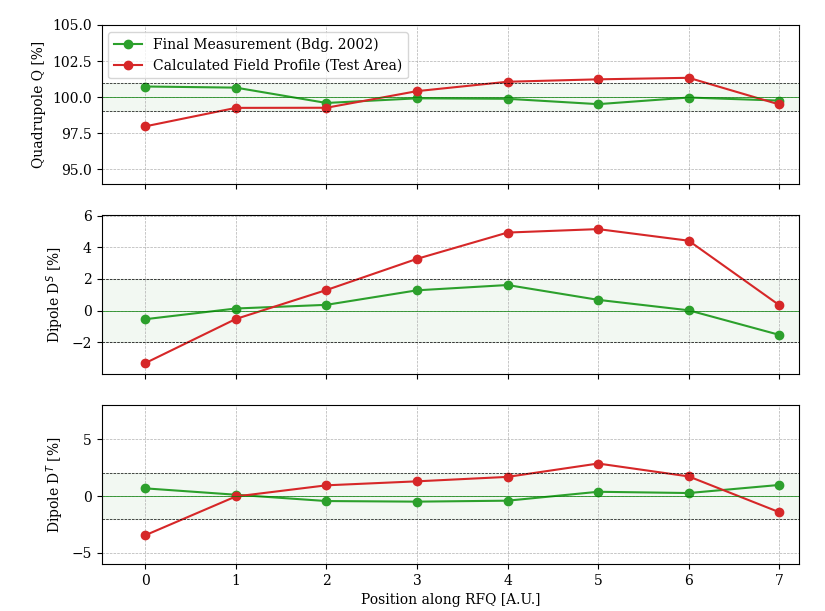 105.0
102.5
100.0
97.5
95.0
Quadrupole Q [%]
Final Measurement (Bdg. 2002)
Calculated Field Profile (Test Area)
6
4
2
0
−2
Dipole D^S [%]
5
0
−5
Dipole D^T [%]
0 1 2 3 4 5 6 7
Position along RFQ [A.U.]